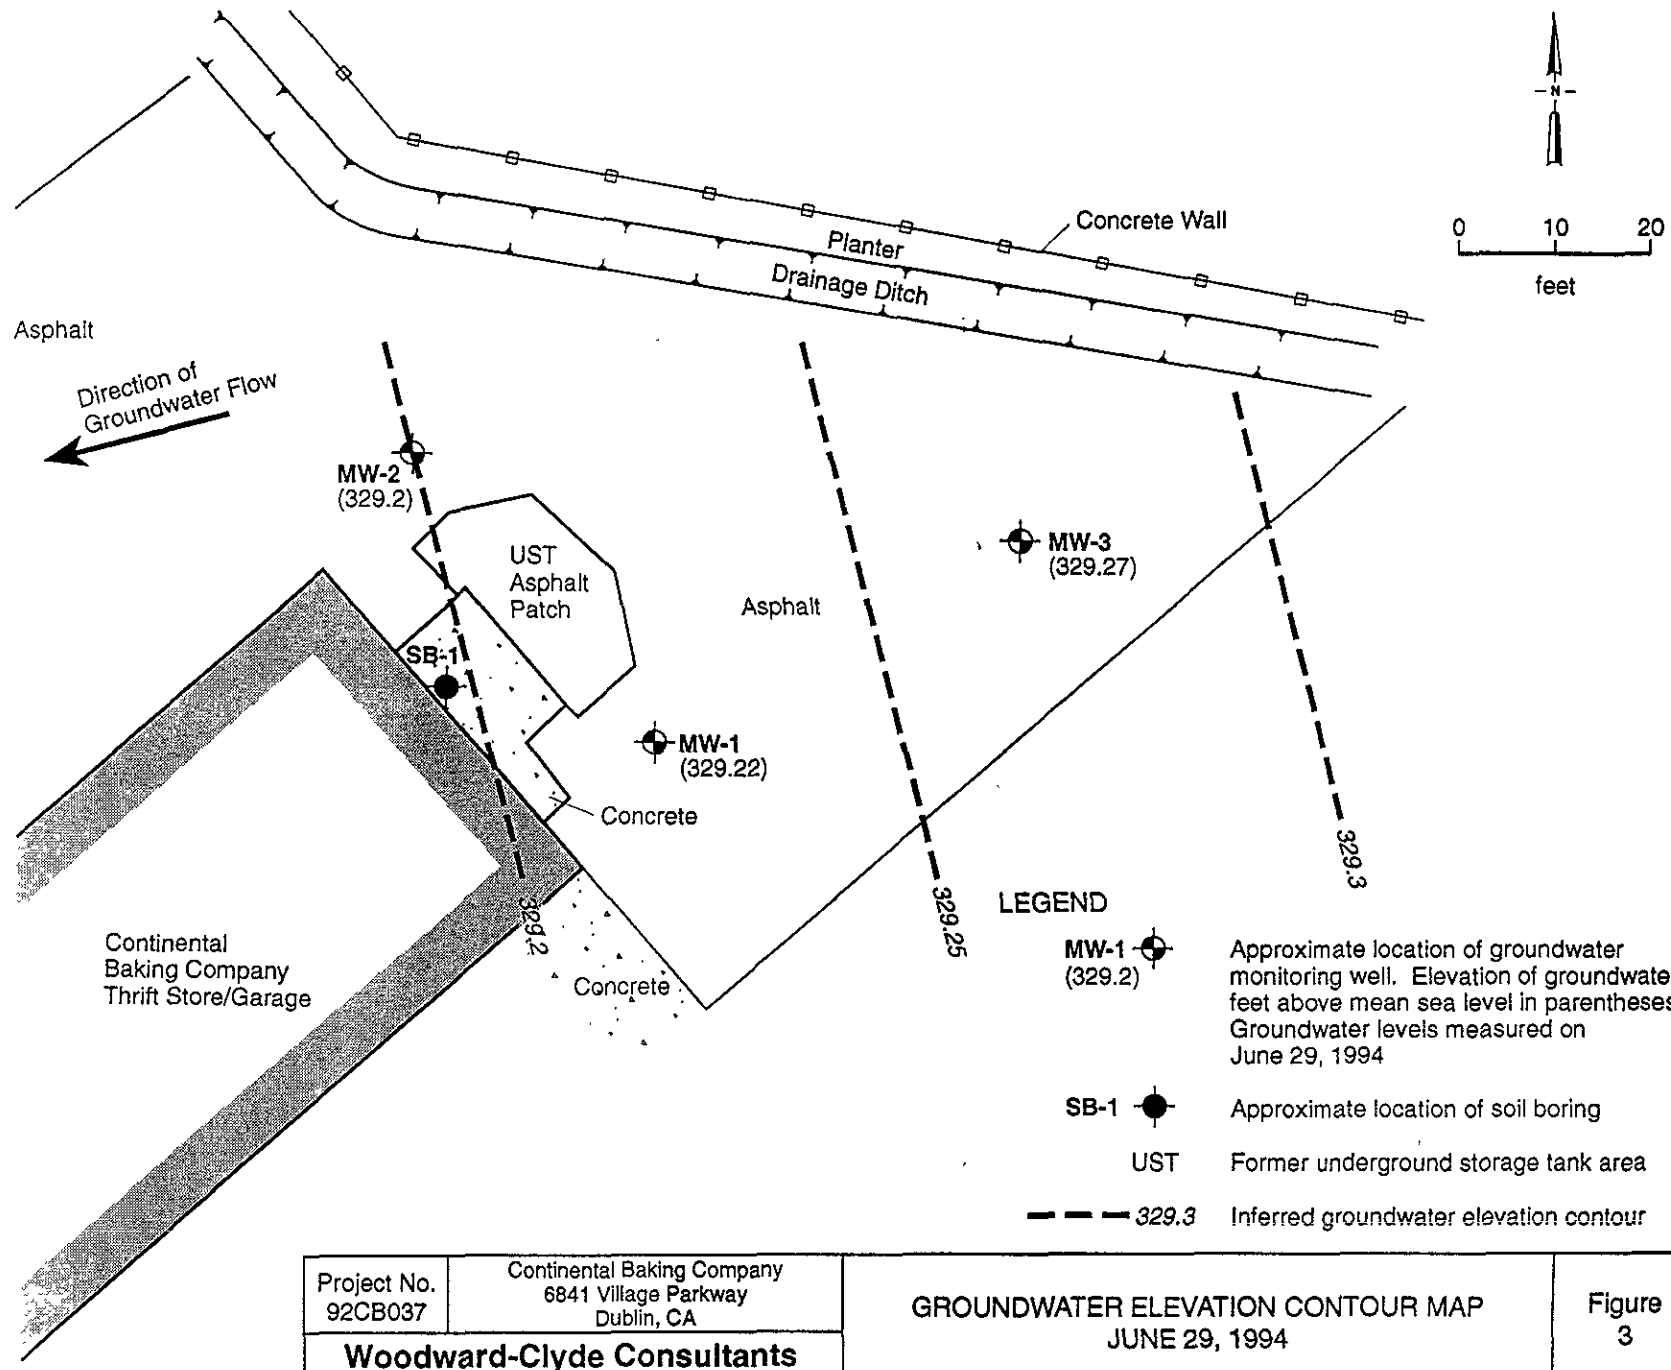 N
Concrete Wall
0 10 20
feet
Planter
Drainage Ditch
Asphalt
Direction of
Groundwater Flow
MW-2
(329.2)
UST
Asphalt
Patch
Asphalt
MW-3
(329.27)
SB-1
MW-1
(329.22)
Concrete
329.2
329.25
329.3
Continental
Baking Company
Thrift Store/Garage
Concrete
LEGEND
MW-1
(329.2)
Approximate location of groundwater
monitoring well. Elevation of groundwate
feet above mean sea level in parentheses
Groundwater levels measured on
June 29, 1994
SB-1 Approximate location of soil boring
UST Former underground storage tank area
329.3 Inferred groundwater elevation contour
Project No.
92CB037
Continental Baking Company
6841 Village Parkway
Dublin, CA
Woodward-Clyde Consultants
GROUNDWATER ELEVATION CONTOUR MAP
JUNE 29, 1994
Figure
3